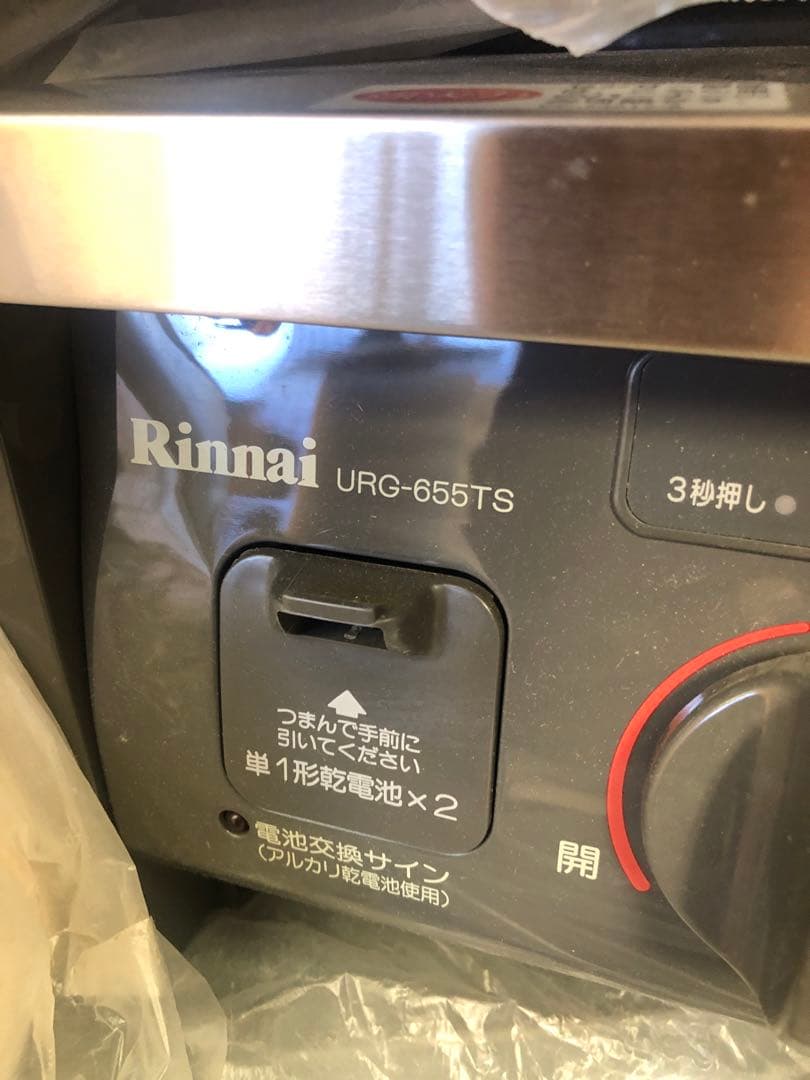 Rinnai URG-655TS
3秒押し
つまんで手前に
引いてください
単1形乾電池×2
電池交換サイン
(アルカリ乾電池使用)
開